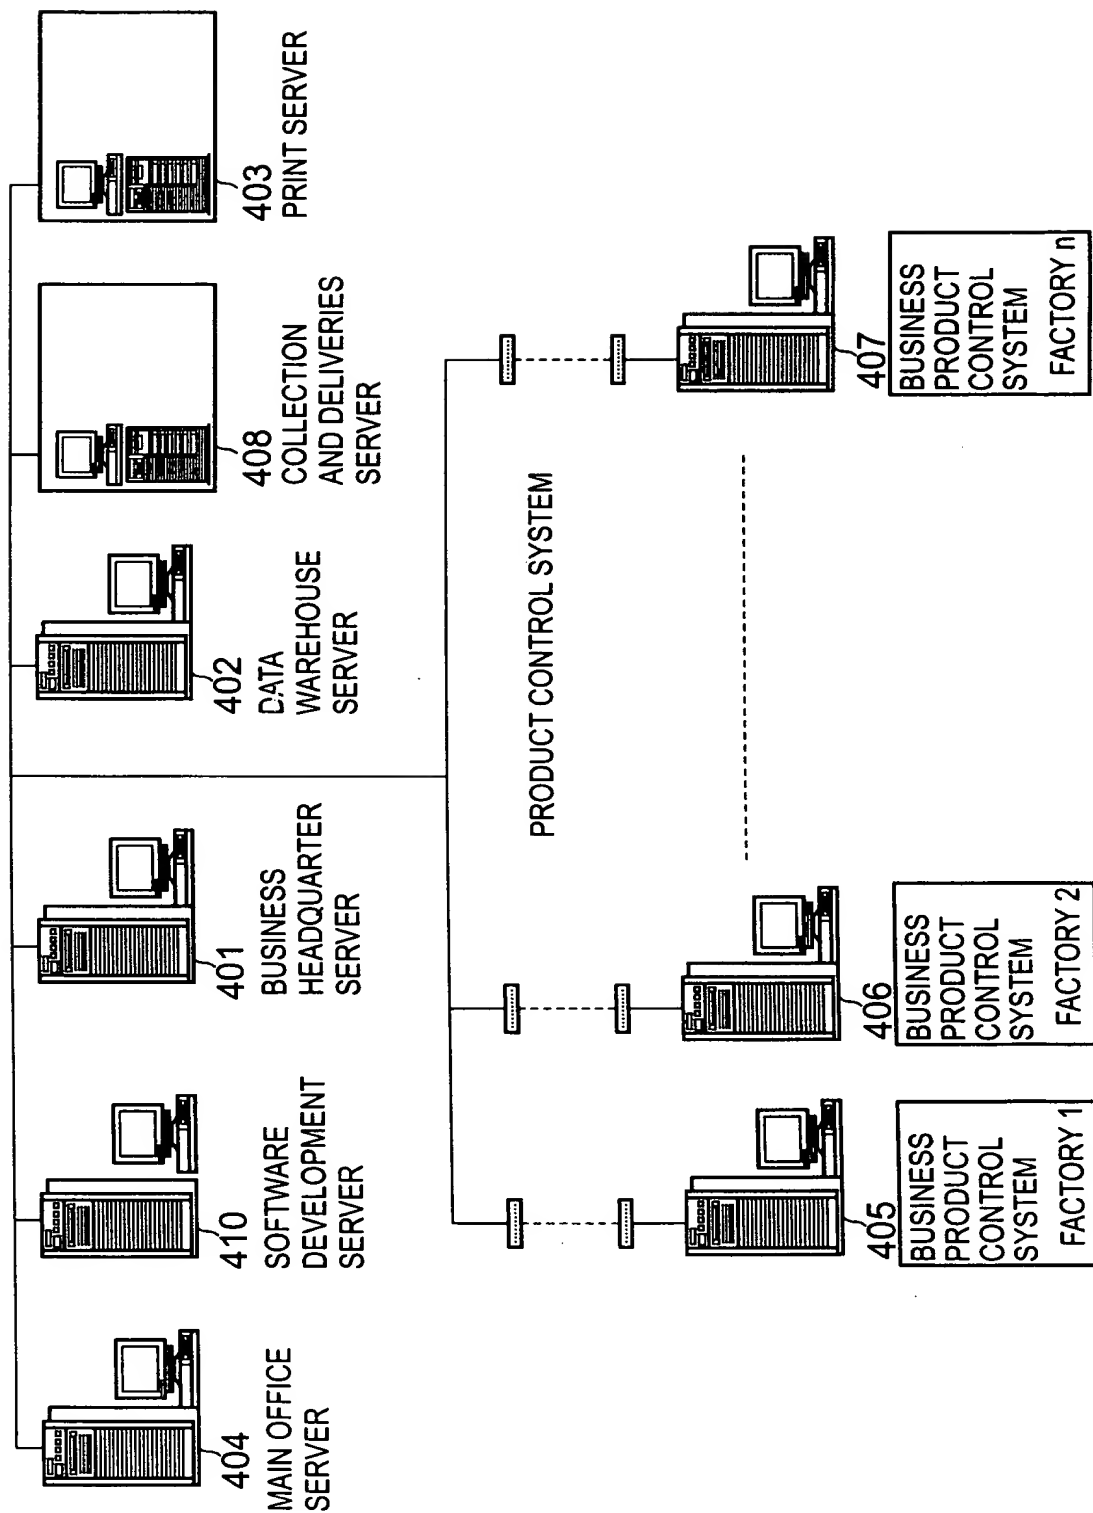 404
MAIN OFFICE
SERVER
410
SOFTWARE
DEVELOPMENT
SERVER
401
BUSINESS
HEADQUARTER
SERVER
402
DATA
WAREHOUSE
SERVER
408
COLLECTION
AND DELIVERIES
SERVER
403
PRINT SERVER
PRODUCT CONTROL SYSTEM
405
BUSINESS
PRODUCT
CONTROL
SYSTEM
FACTORY 1
406
BUSINESS
PRODUCT
CONTROL
SYSTEM
FACTORY 2
407
BUSINESS
PRODUCT
CONTROL
SYSTEM
FACTORY n